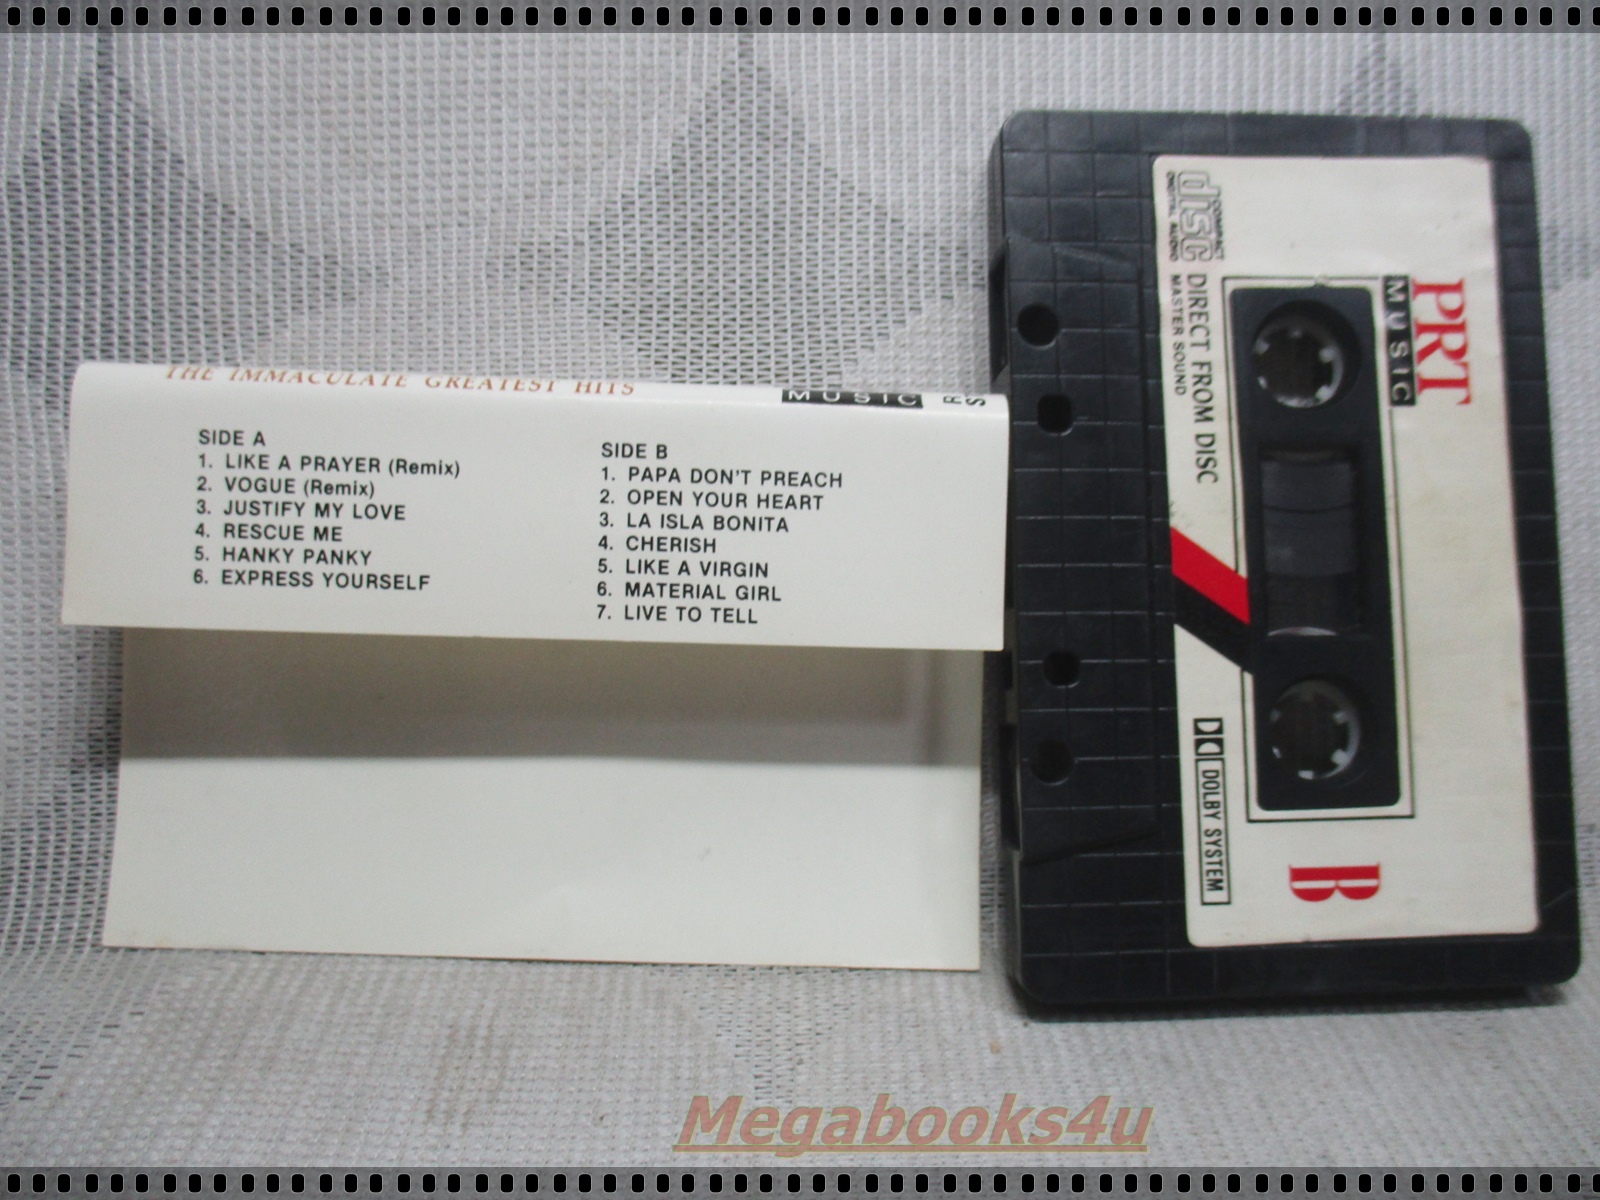 THE IMMACULATE GREATEST HITS
MUSIC
SIDE A
1. LIKE A PRAYER (Remix)
2. VOGUE (Remix)
3. JUSTIFY MY LOVE
4. RESCUE ME
5. HANKY PANKY
6. EXPRESS YOURSELF
SIDE B
1. PAPA DON'T PREACH
2. OPEN YOUR HEART
3. LA ISLA BONITA
4. CHERISH
5. LIKE A VIRGIN
6. MATERIAL GIRL
7. LIVE TO TELL
PRT
MUSIC
B
COMPACT
disc
DIGITAL AUDIO
DIRECT FROM DISC
MASTER SOUND
DOLBY SYSTEM
Megabooks4u